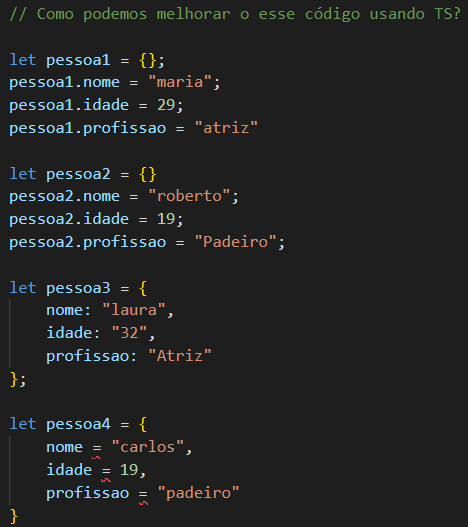 // Como podemos melhorar o esse código usando TS?
let pessoa1 = {};
pessoa1.nome = "maria";
pessoa1.idade = 29;
pessoa1.profissao = "atriz"
let pessoa2 = {}
pessoa2.nome = "roberto";
pessoa2.idade = 19;
pessoa2.profissao = "Padeiro";
let pessoa3 = {
nome: "laura",
idade: "32",
profissao: "Atriz"
};
let pessoa4 = {
nome = "carlos",
idade = 19,
profissao = "padeiro"
}